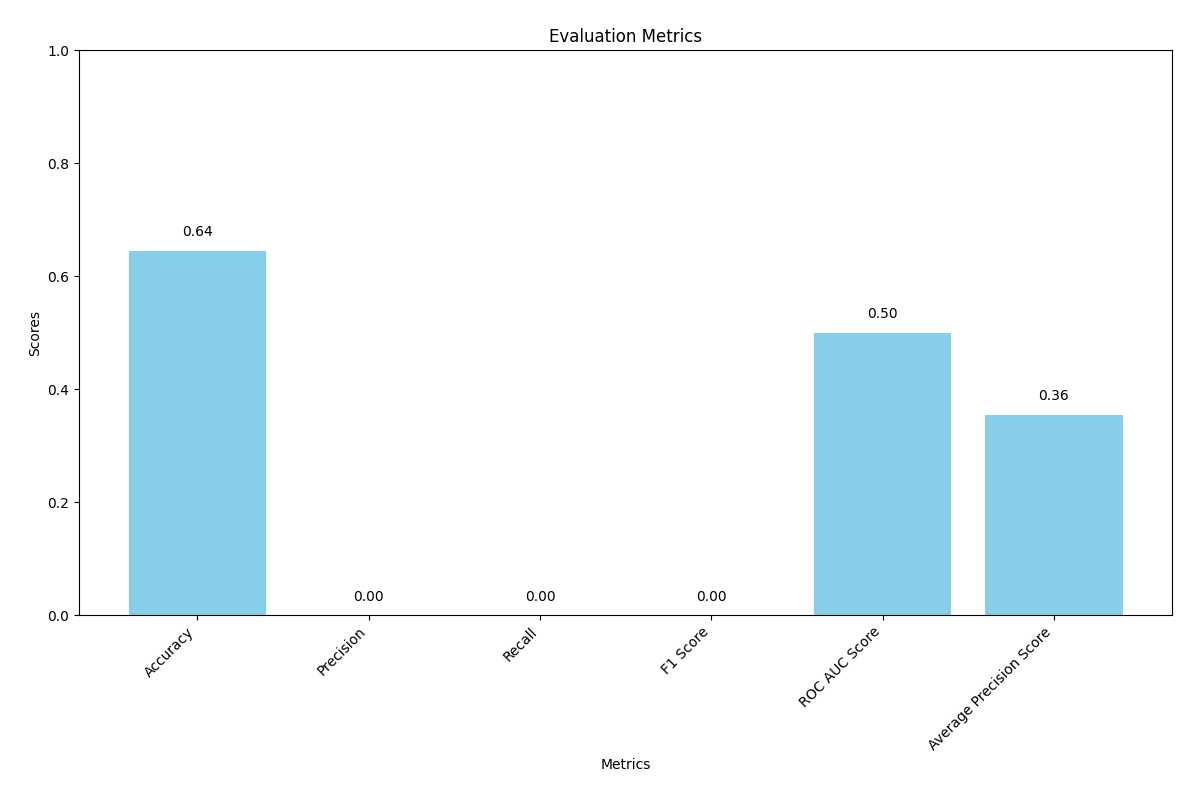 Evaluation Metrics
1.0
0.8
0.6
0.4
0.2
0.0
Scores
0.64
0.00
0.00
0.00
0.50
0.36
Accuracy
Precision
Recall
F1 Score
ROC AUC Score
Average Precision Score
Metrics